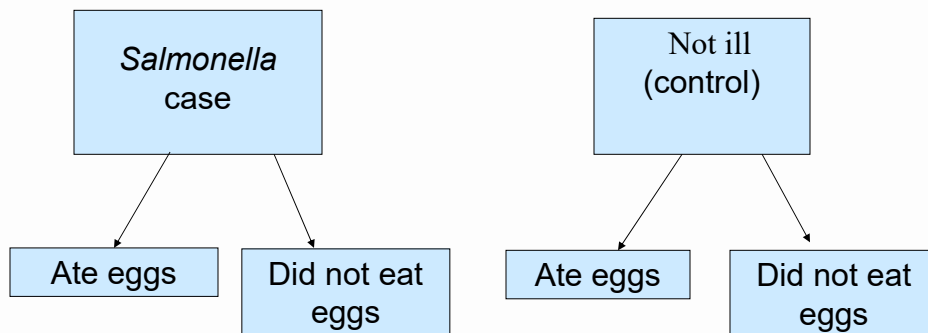 Salmonella
case
Not ill
(control)
Ate eggs
Did not eat
eggs
Ate eggs
Did not eat
eggs